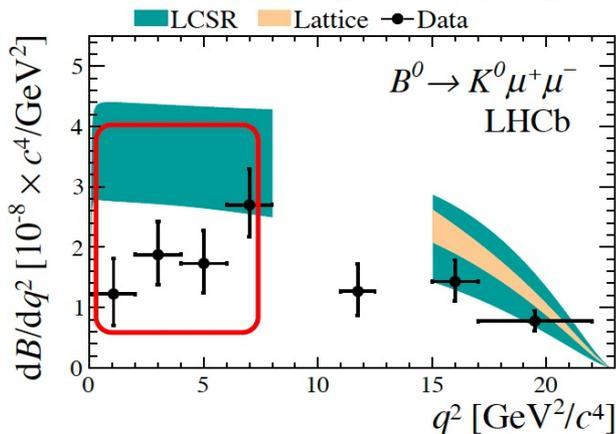 LCSR Lattice Data
B⁰ → K⁰μ⁺μ⁻
LHCb
dB/dq² [10⁻⁸ × c⁴/GeV²]
5
4
3
2
1
0
0 5 10 15 20
q² [GeV²/c⁴]